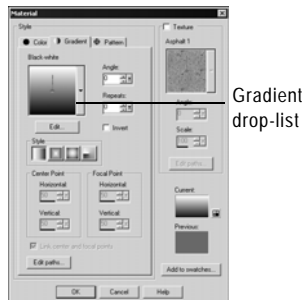 Material
Style
Color
Gradient
Pattern
Black-white
Angle:
0
Repeats:
0
Edit...
Invert
Style
Center Point
Horizontal
Vertical
Focal Point
Horizontal
Vertical
Link center and focal points
Edit paths...
Texture
Asphalt 1
Angle:
Scale:
Edit paths...
Current:
Previous:
Add to swatches...
OK
Cancel
Help
Gradient
drop-list